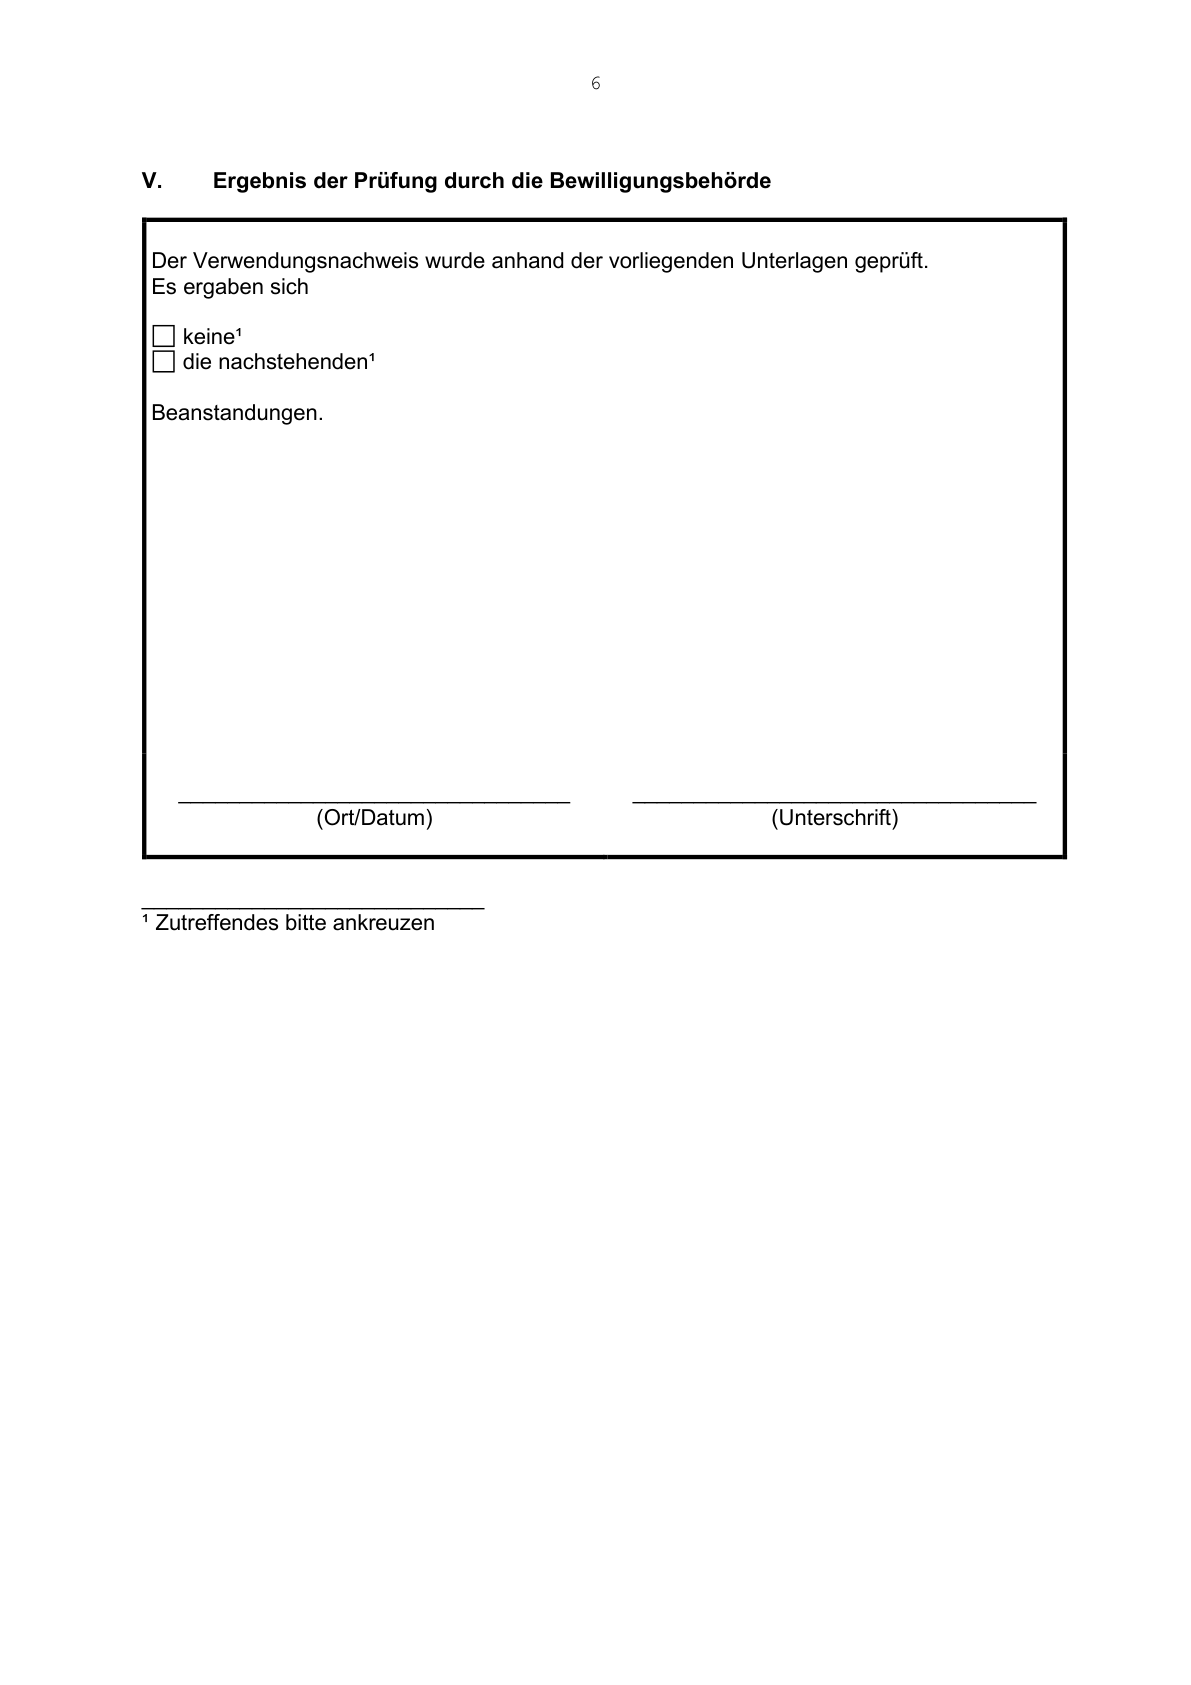 6
V. Ergebnis der Prüfung durch die Bewilligungsbehörde
Der Verwendungsnachweis wurde anhand der vorliegenden Unterlagen geprüft.
Es ergaben sich
☐ keine¹
☐ die nachstehenden¹
Beanstandungen.
(Ort/Datum) (Unterschrift)
¹ Zutreffendes bitte ankreuzen